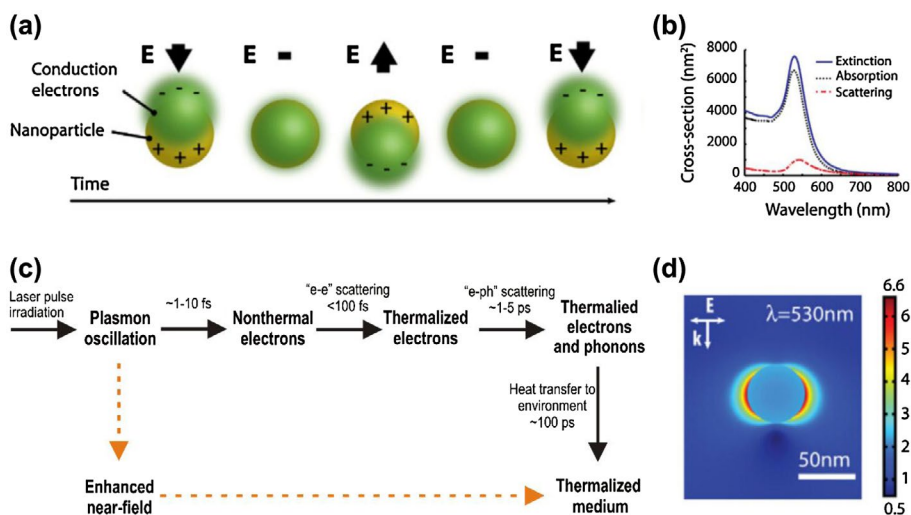 (a)
E
E
E
E
E
Conduction
electrons
Nanoparticle
- - -
+ + +
+ + +
- - -
- - -
+ + +
Time
(b)
Cross-section (nm²)
8000
6000
4000
2000
0
400
500
600
700
800
Wavelength (nm)
Extinction
Absorption
Scattering
(c)
Laser pulse
irradiation
Plasmon
oscillation
~1-10 fs
Nonthermal
electrons
"e-e" scattering
<100 fs
Thermalized
electrons
"e-ph" scattering
~1-5 ps
Thermalied
electrons
and phonons
Heat transfer to
environment
~100 ps
Enhanced
near-field
Thermalized
medium
(d)
E
k
λ=530nm
50nm
6.6
6
5
4
3
2
1
0.5